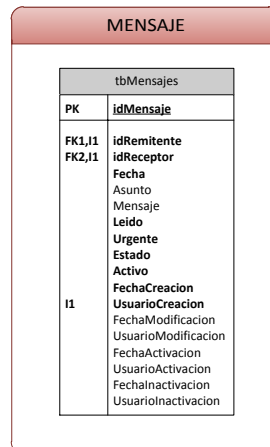 MENSAJE
tbMensajes
PK idMensaje
FK1,I1 idRemitente
FK2,I1 idReceptor
Fecha
Asunto
Mensaje
Leido
Urgente
Estado
Activo
FechaCreacion
I1 UsuarioCreacion
FechaModificacion
UsuarioModificacion
FechaActivacion
UsuarioActivacion
FechaInactivacion
UsuarioInactivacion